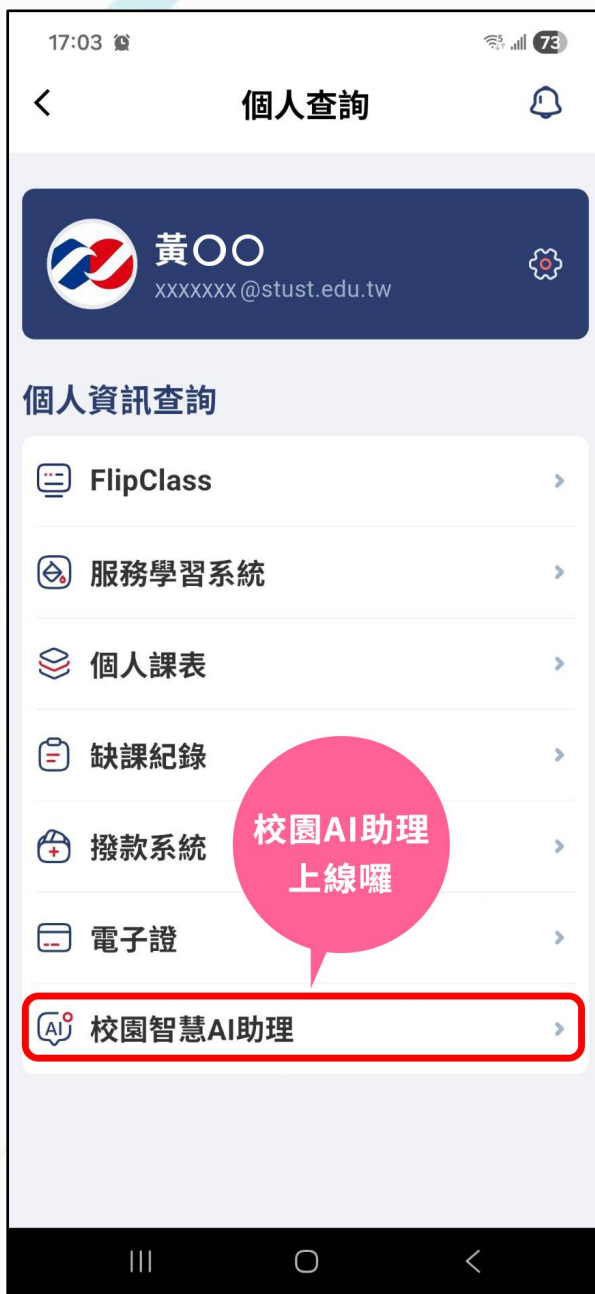 17:03
73
個人查詢
黃〇〇
xxxxxxx@stust.edu.tw
個人資訊查詢
FlipClass
服務學習系統
個人課表
缺課紀錄
校園AI助理
上線囉
撥款系統
電子證
AI 校園智慧AI助理